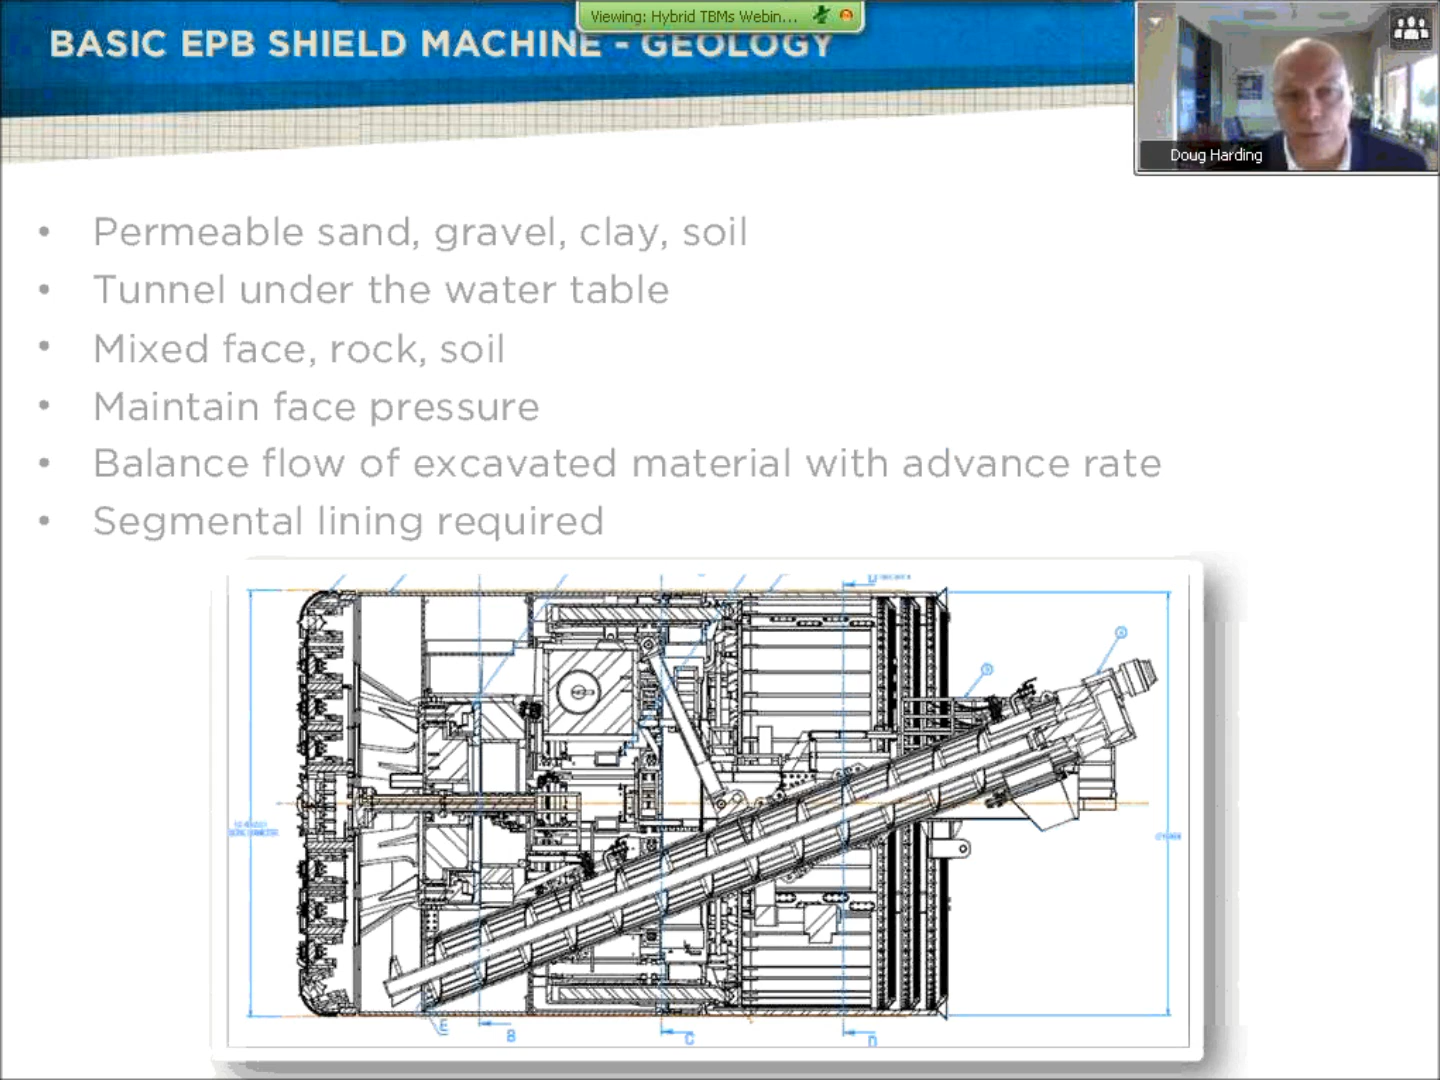 Viewing: Hybrid TBMs Webin...
BASIC EPB SHIELD MACHINE - GEOLOGY
Doug Harding
• Permeable sand, gravel, clay, soil
• Tunnel under the water table
• Mixed face, rock, soil
• Maintain face pressure
• Balance flow of excavated material with advance rate
• Segmental lining required
E
B
C
D